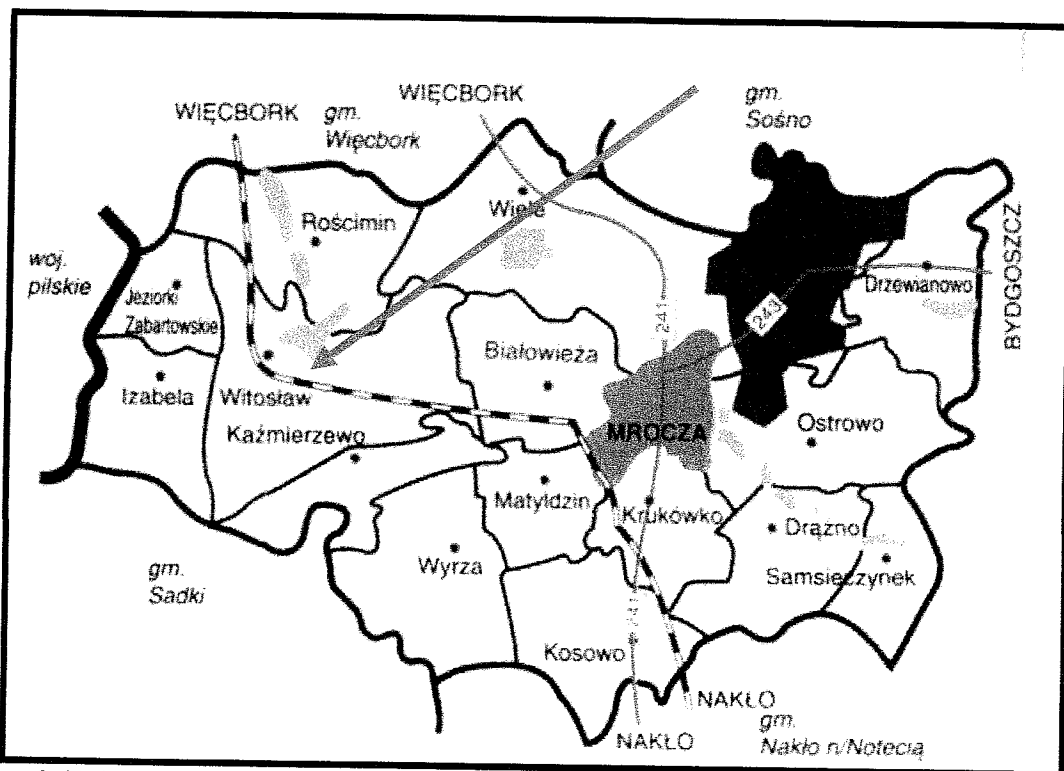 WIĘCBORK
gm.
Więcbork
WIĘCBORK
gm.
Sośno
woj.
pilskie
Rościmin
Wiele
BYDGOSZCZ
Drzewianowo
Jeziorki
Zabartowskie
243
241
Białowieża
Izabela
Witosław
Kaźmierzewo
MROCZA
Ostrowo
Matyldzin
Krukówko
Drążno
Wyrza
Samsieczynek
gm.
Sadki
241
Kosowo
NAKŁO
NAKŁO
gm.
Nakło n/Notecią